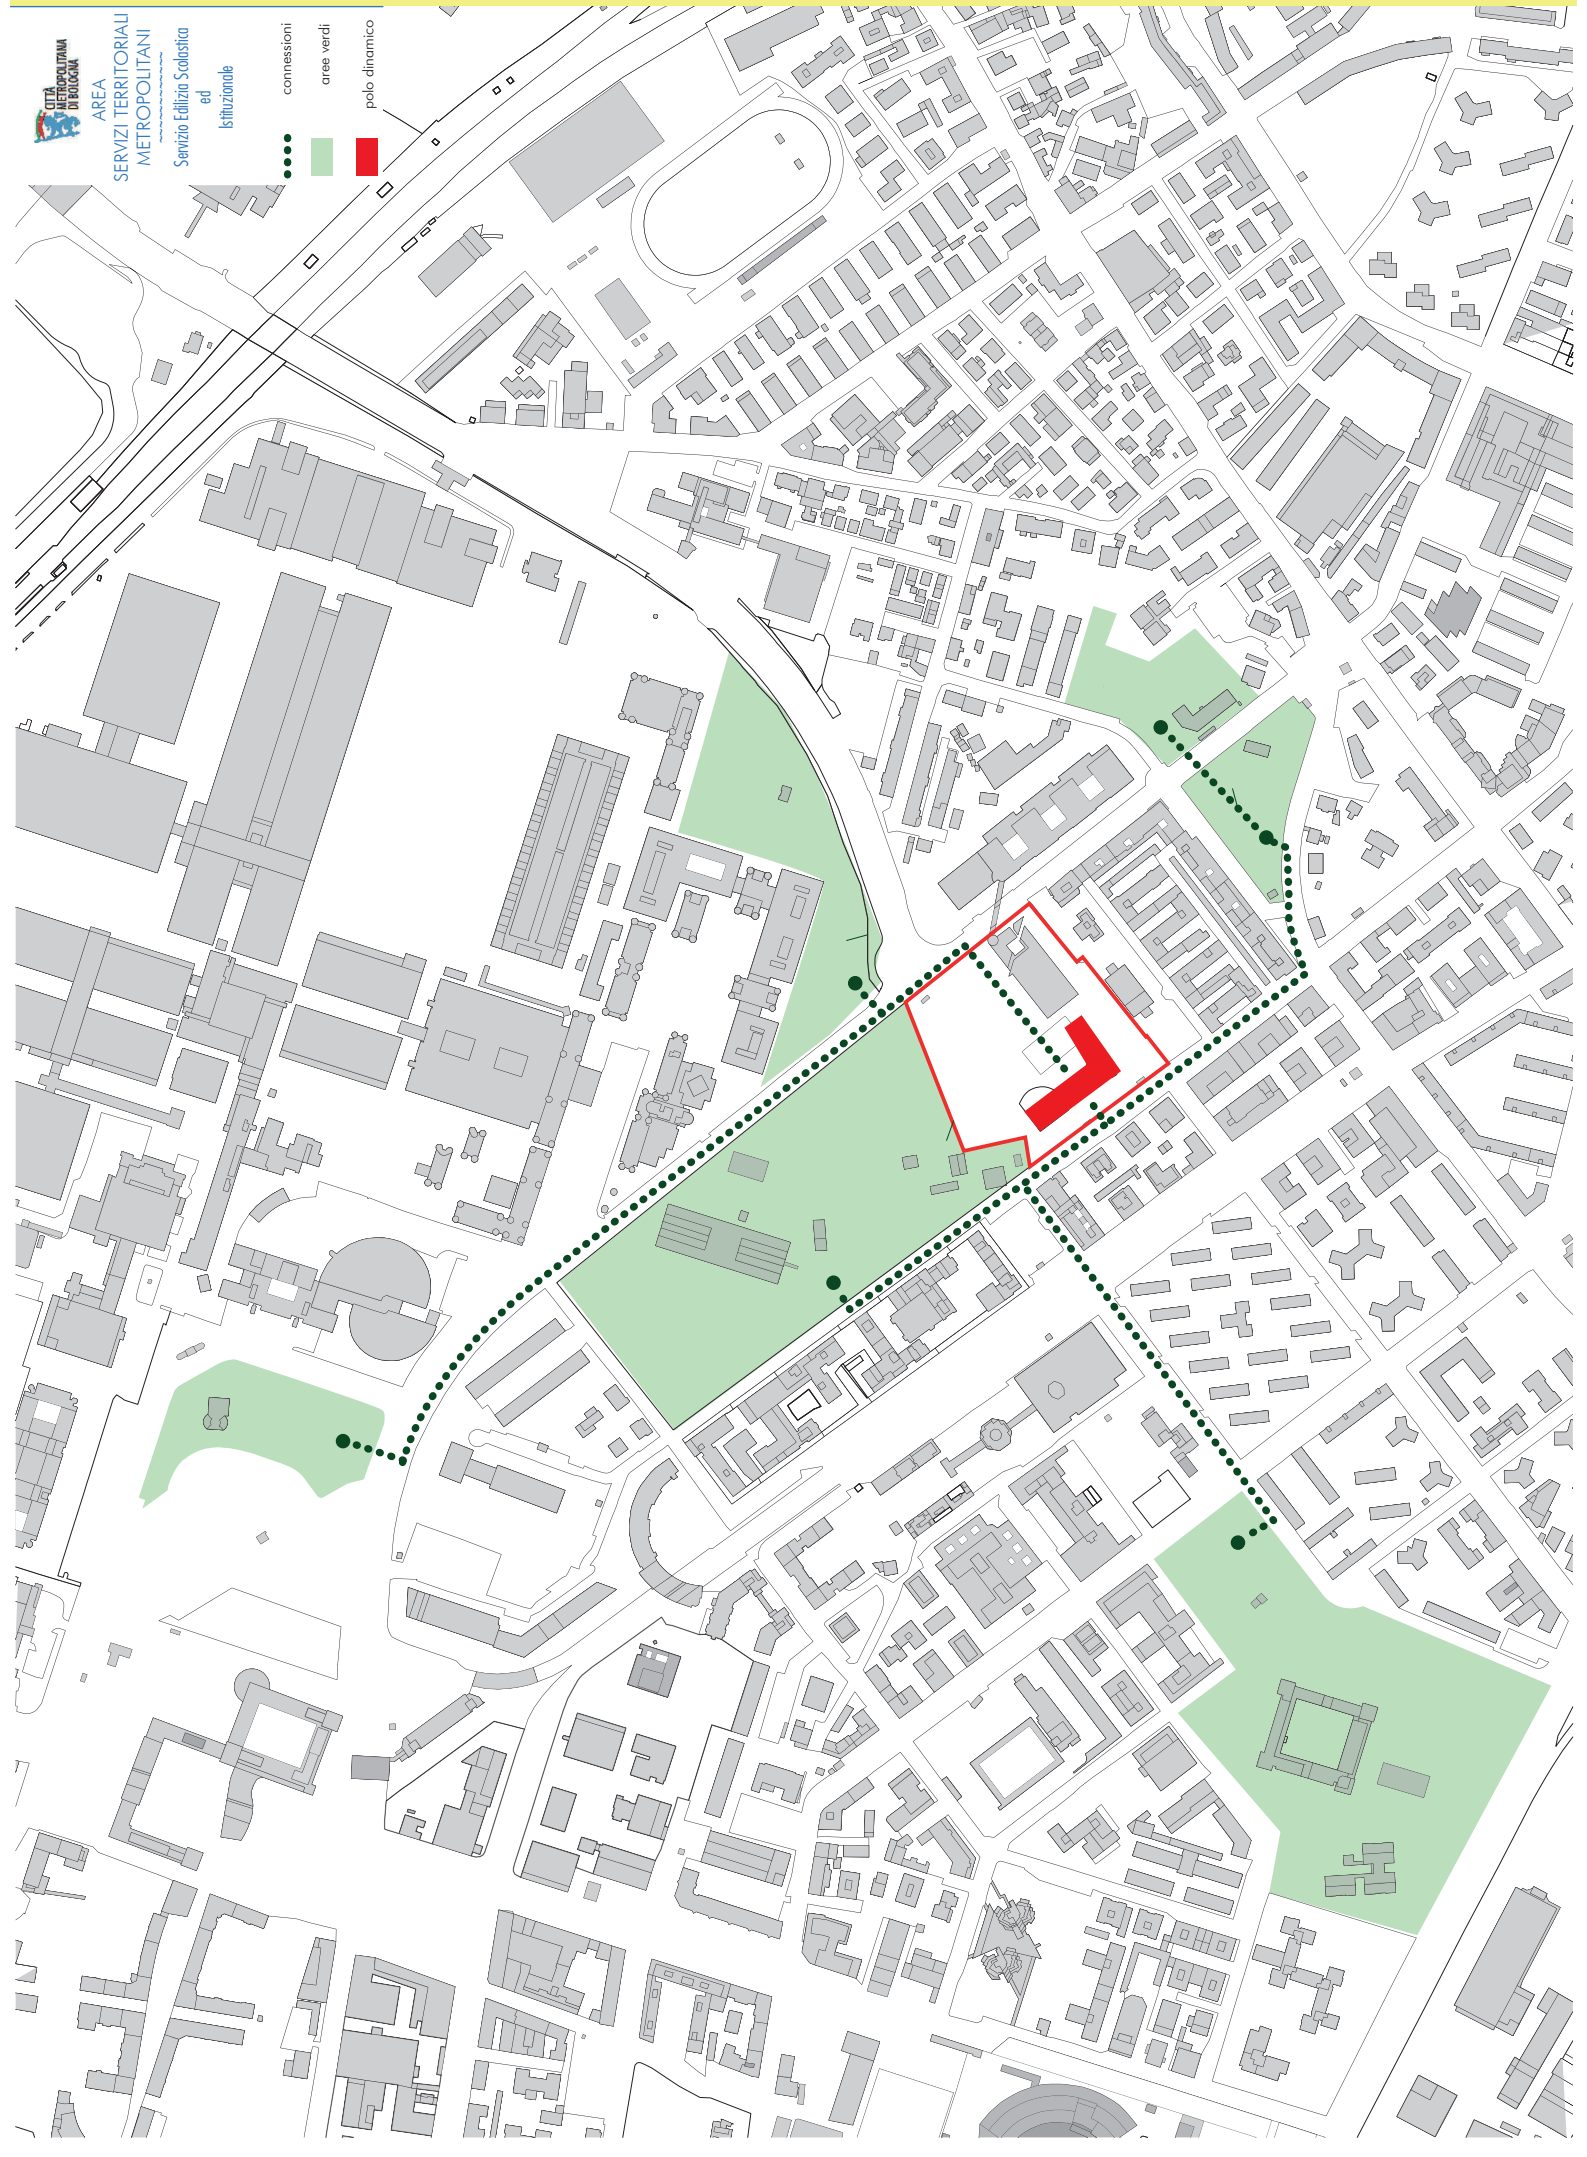 CITTÀ
METROPOLITANA
DI BOLOGNA
AREA
SERVIZI TERRITORIALI
METROPOLITANI
~~~~~~~~~~
Servizio Edilizia Scolastica
ed
Istituzionale
connessioni
aree verdi
polo dinamico